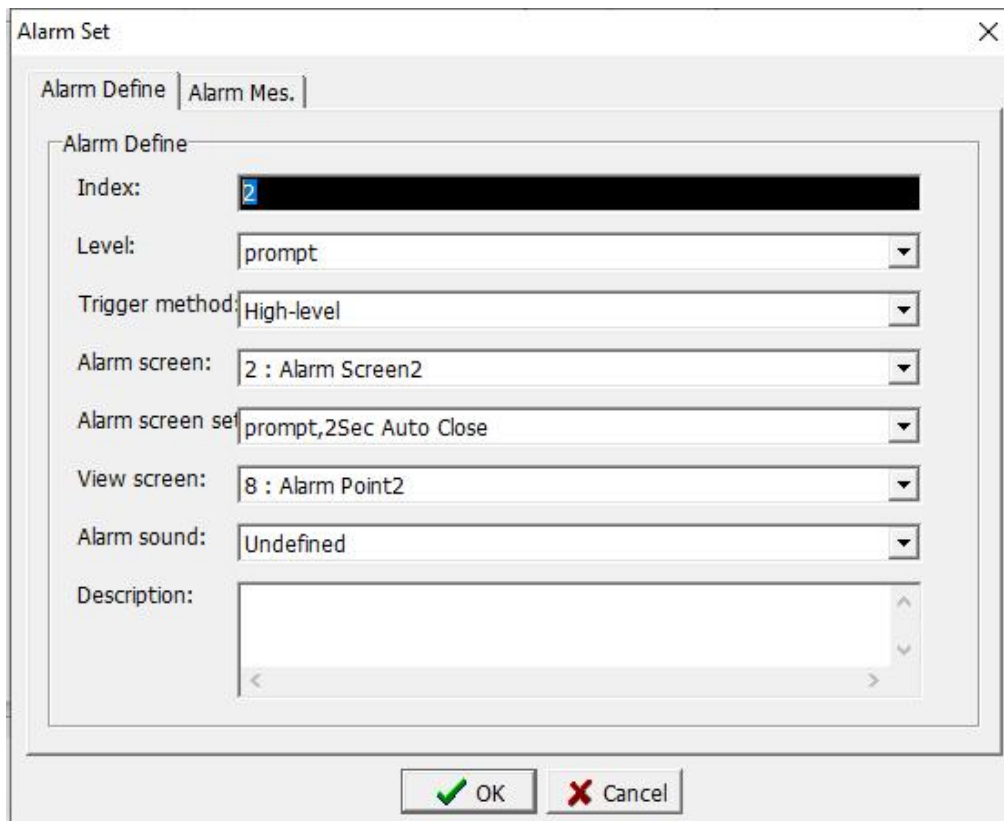 Alarm Set
Alarm Define Alarm Mes.
Alarm Define
Index: 2
Level: prompt
Trigger method: High-level
Alarm screen: 2 : Alarm Screen2
Alarm screen set prompt,2Sec Auto Close
View screen: 8 : Alarm Point2
Alarm sound: Undefined
Description:
OK Cancel